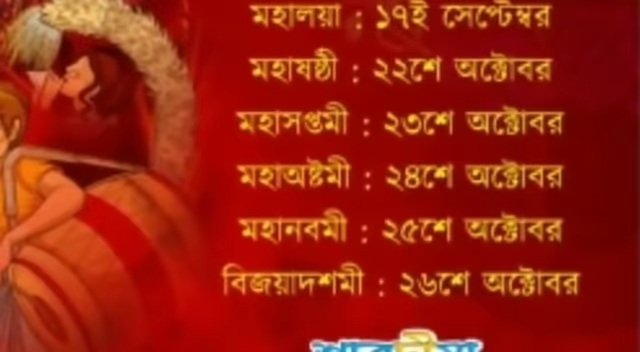 মহালয়া : ১৭ই সেপ্টেম্বর
মহাষষ্ঠী : ২২শে অক্টোবর
মহাসপ্তমী : ২৩শে অক্টোবর
মহাঅষ্টমী : ২৪শে অক্টোবর
মহানবমী : ২৫শে অক্টোবর
বিজয়াদশমী : ২৬শে অক্টোবর